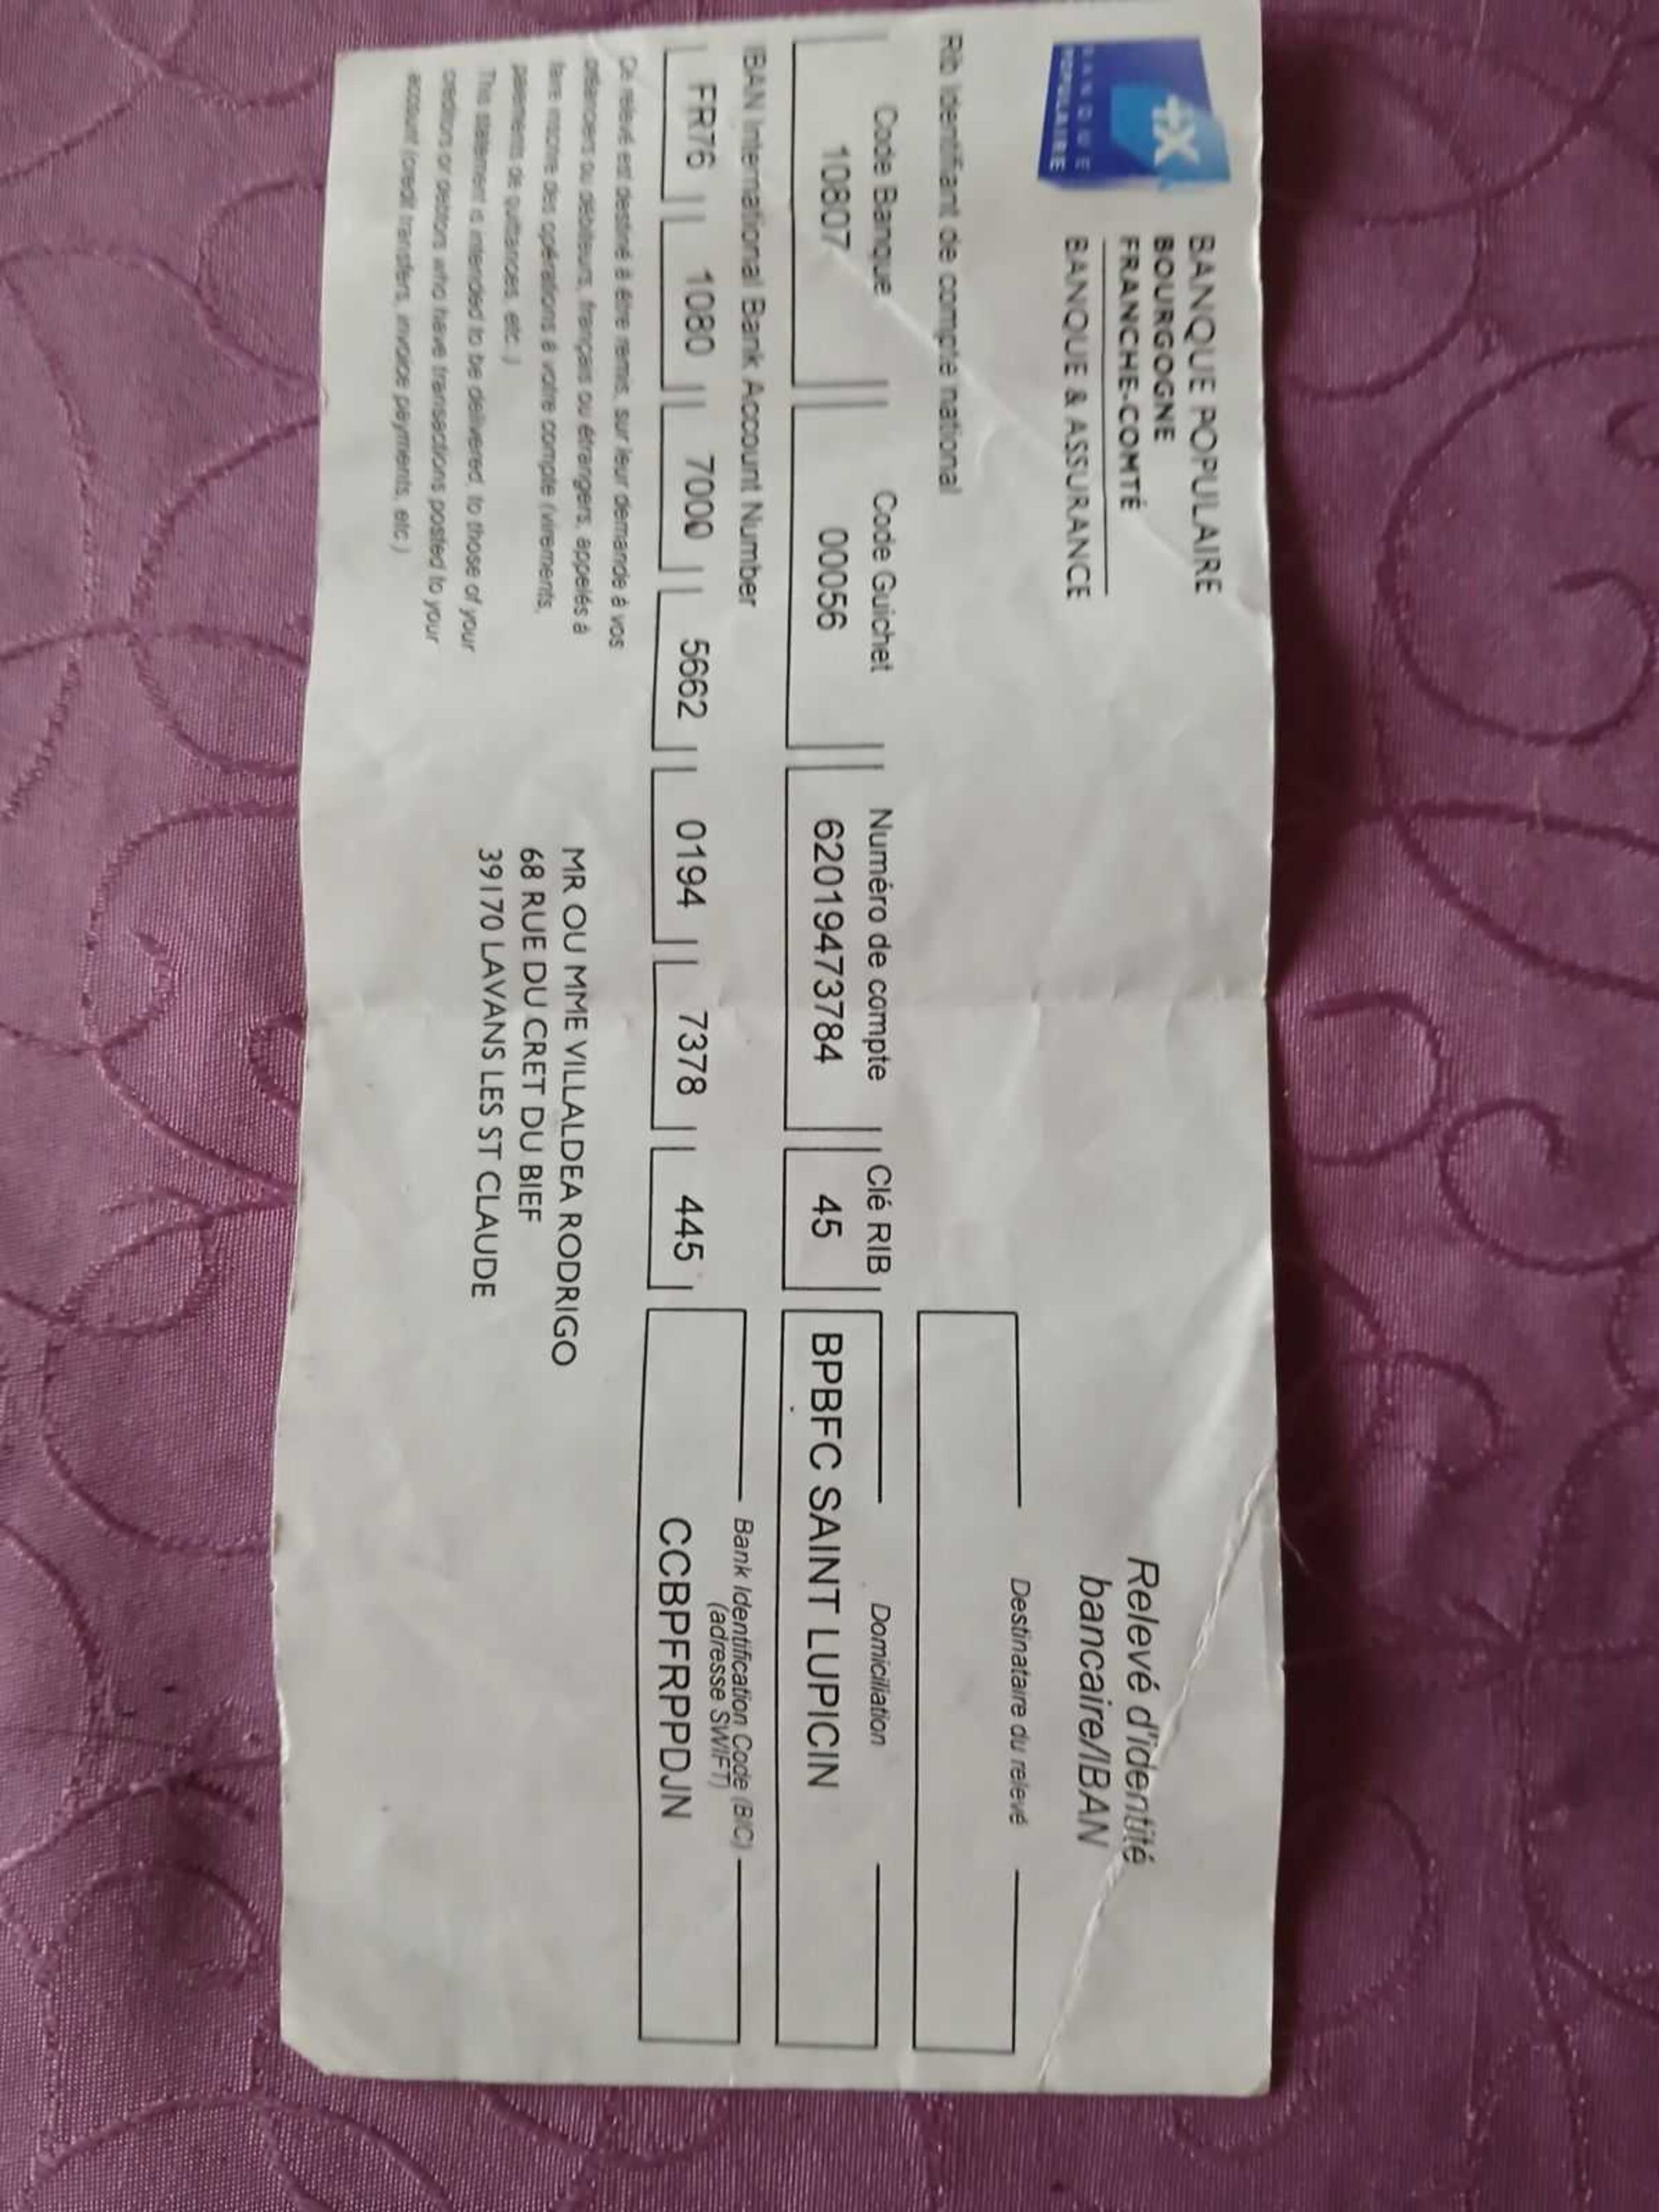 BANQUE POPULAIRE
BOURGOGNE
FRANCHE-COMTÉ
BANQUE & ASSURANCE
BANQUE
POPULAIRE
Relevé d'identité
bancaire/IBAN
Destinataire du relevé
Rib Identifiant de compte national
Code Banque Code Guichet Numéro de compte Clé RIB Domiciliation
10807 00056 62019473784 45 BPBFC SAINT LUPICIN
IBAN International Bank Account Number
Bank Identification Code (BIC)
(adresse SWIFT)
FR76 1080 7000 5662 0194 7378 445 CCBPFRPPDJN
Ce relevé est destiné à être remis, sur leur demande à vos
créanciers ou débiteurs, français ou étrangers, appelés à
faire inscrire des opérations à votre compte (virements,
paiements de quittances, etc.)
This statement is intended to be delivered, to those of your
creditors or debtors who have transactions posted to your
account (credit transfers, invoice payments, etc.)
MR OU MME VILLALDEA RODRIGO
68 RUE DU CRET DU BIEF
39170 LAVANS LES ST CLAUDE